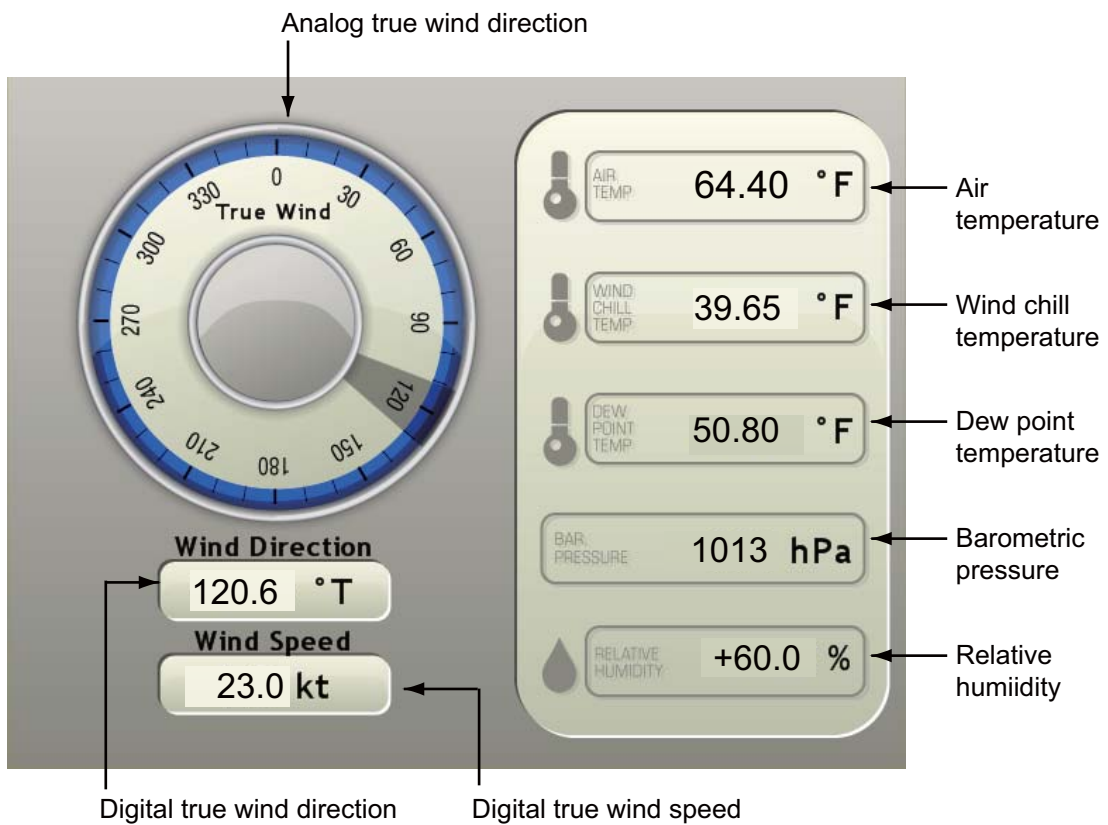 Analog true wind direction
0
30
60
90
120
150
180
210
240
270
300
330
True Wind
Wind Direction
120.6 °T
Wind Speed
23.0 kt
AIR
TEMP
64.40 °F
Air
temperature
WIND
CHILL
TEMP
39.65 °F
Wind chill
temperature
DEW
POINT
TEMP
50.80 °F
Dew point
temperature
BAR.
PRESSURE
1013 hPa
Barometric
pressure
RELATIVE
HUMIDITY
+60.0 %
Relative
humiidity
Digital true wind direction
Digital true wind speed